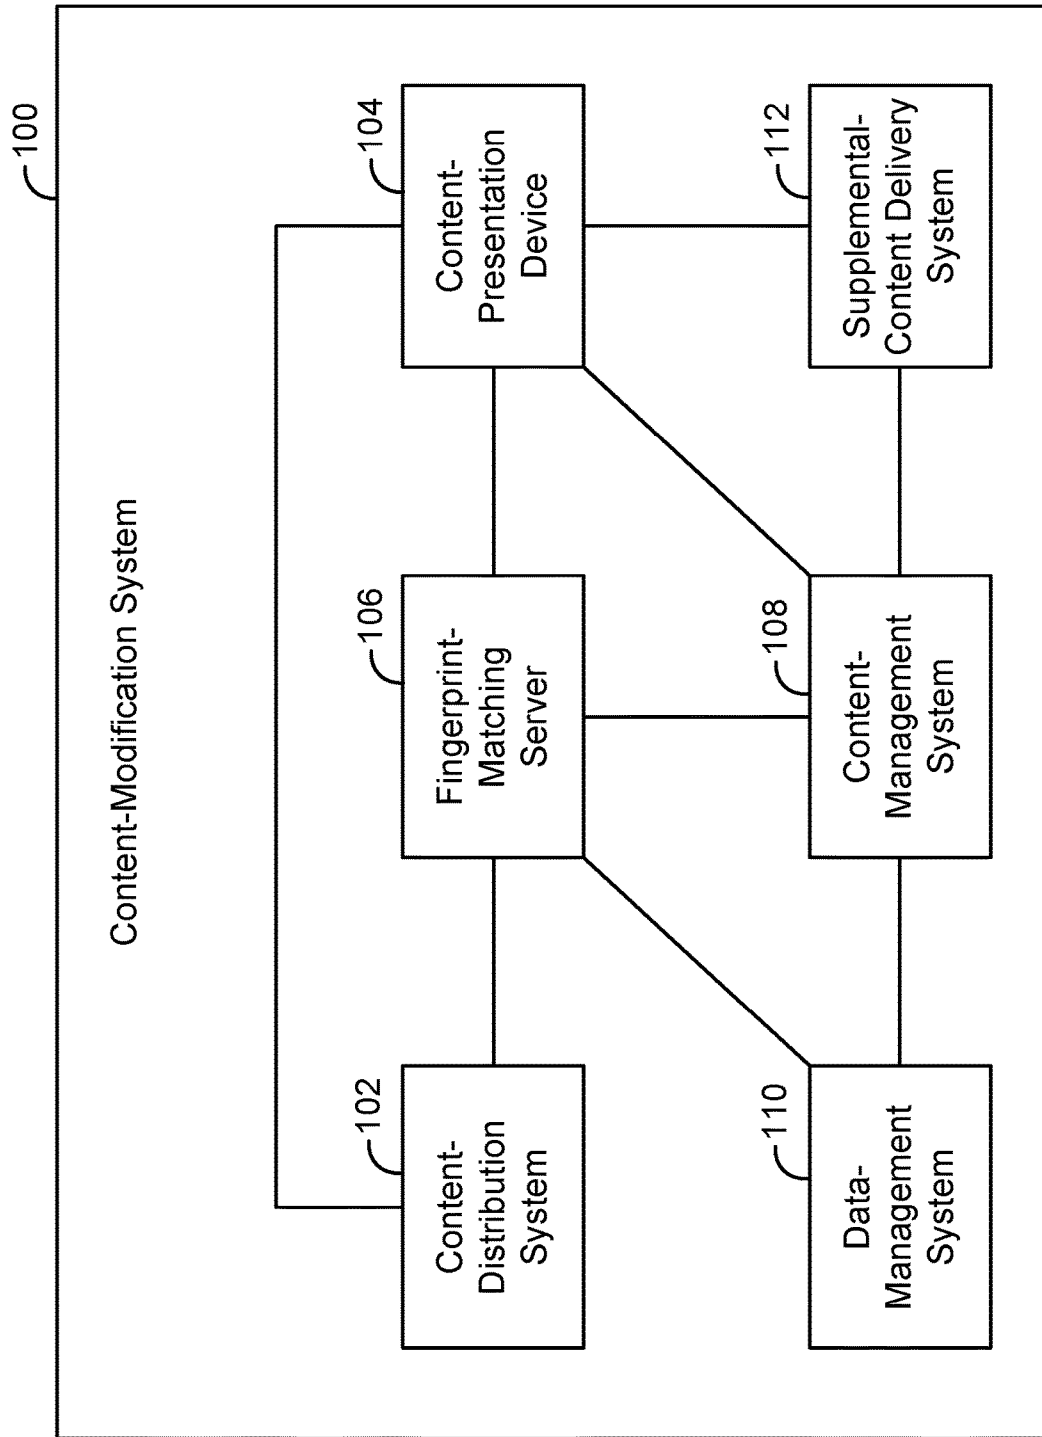 100
Content-Modification System
102
Content-
Distribution
System
106
Fingerprint-
Matching
Server
104
Content-
Presentation
Device
110
Data-
Management
System
108
Content-
Management
System
112
Supplemental-
Content Delivery
System